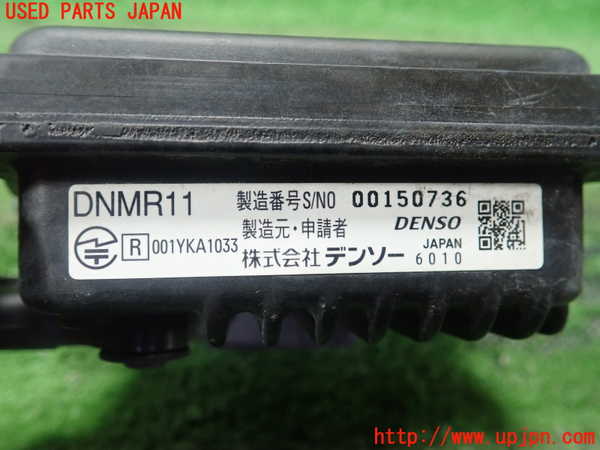 USED PARTS JAPAN
DNMR11
製造番号S/NO 00150736
製造元・申請者 DENSO
R 001YKA1033
株式会社デンソー
JAPAN
6010
http://www.upjpn.com/